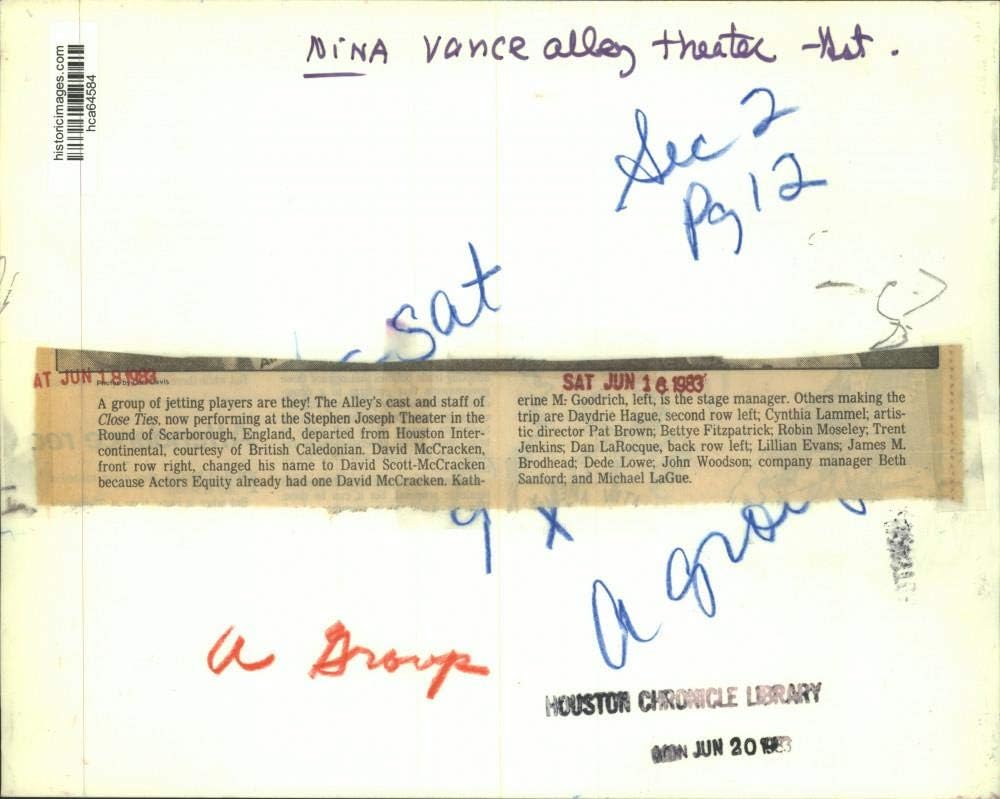 historicimages.com
hca64584
NINA Vance alley theater -Hst.
Sec 2
Pg 12
sat
SAT JUN 18 1983
AT JUN 18 1983
A group of jetting players are they! The Alley's cast and staff of
Close Ties, now performing at the Stephen Joseph Theater in the
Round of Scarborough, England, departed from Houston Inter-
continental, courtesy of British Caledonian. David McCracken,
front row right, changed his name to David Scott-McCracken
because Actors Equity already had one David McCracken. Kath-
erine M. Goodrich, left, is the stage manager. Others making the
trip are Daydrie Hague, second row left; Cynthia Lammel; artis-
tic director Pat Brown; Bettye Fitzpatrick; Robin Moseley; Trent
Jenkins; Dan LaRocque, back row left; Lillian Evans; James M.
Brodhead; Dede Lowe; John Woodson; company manager Beth
Sanford; and Michael LaGue.
9 x
a group
a Group
HOUSTON CHRONICLE LIBRARY
MON JUN 20 1983